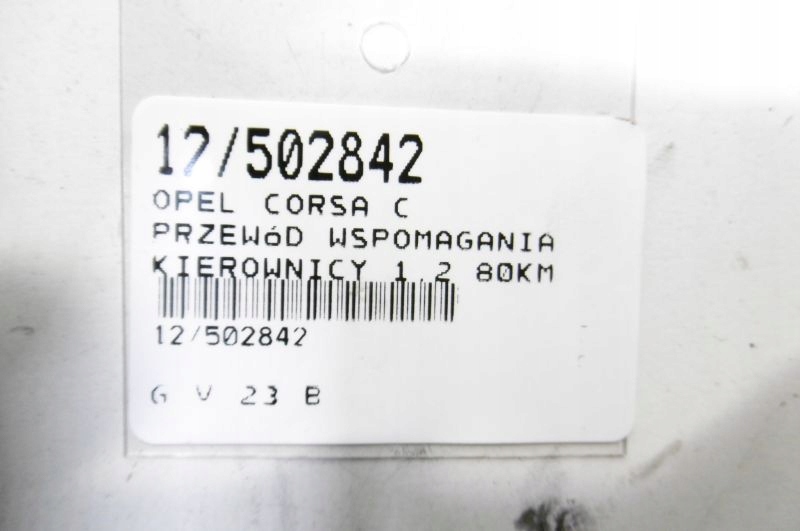 12/502842
OPEL CORSA C
PRZEWóD WSPOMAGANIA
KIEROWNICY 1.2 80KM
12/502842
G V 23 B